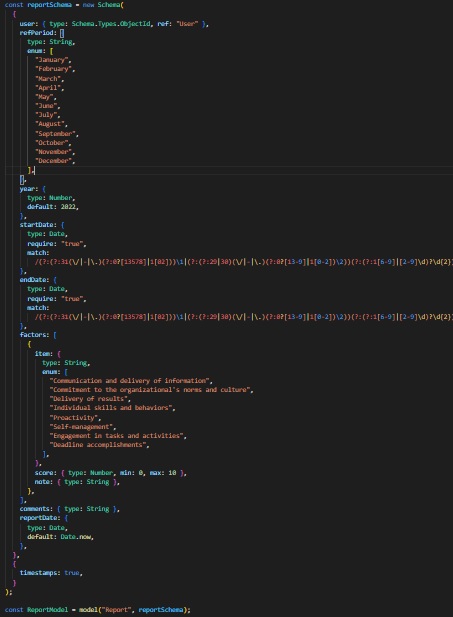 const reportSchema = new Schema(
{
user: { type: Schema.Types.ObjectId, ref: "User" },
refPeriod: {
type: String,
enum: [
"January",
"February",
"March",
"April",
"May",
"June",
"July",
"August",
"September",
"October",
"November",
"December",
],
},
year: {
type: Number,
default: 2022,
},
startDate: {
type: Date,
require: "true",
match:
/(?:(?:31(\/|-|\.)(?:0?[13578]|1[02]))\1|(?:(?:29|30)(\/|-|\.)(?:0?[13-9]|1[0-2])\2))(?:(?:1[6-9]|[2-9]\d)?\d{2})
},
endDate: {
type: Date,
require: "true",
match:
/(?:(?:31(\/|-|\.)(?:0?[13578]|1[02]))\1|(?:(?:29|30)(\/|-|\.)(?:0?[13-9]|1[0-2])\2))(?:(?:1[6-9]|[2-9]\d)?\d{2})
},
factors: [
{
item: {
type: String,
enum: [
"Communication and delivery of information",
"Commitment to the organizational's norms and culture",
"Delivery of results",
"Individual skills and behaviors",
"Proactivity",
"Self-management",
"Engagement in tasks and activities",
"Deadline accomplishments",
],
},
score: { type: Number, min: 0, max: 10 },
note: { type: String },
},
],
comments: { type: String },
reportDate: {
type: Date,
default: Date.now,
},
},
{
timestamps: true,
}
);
const ReportModel = model("Report", reportSchema);